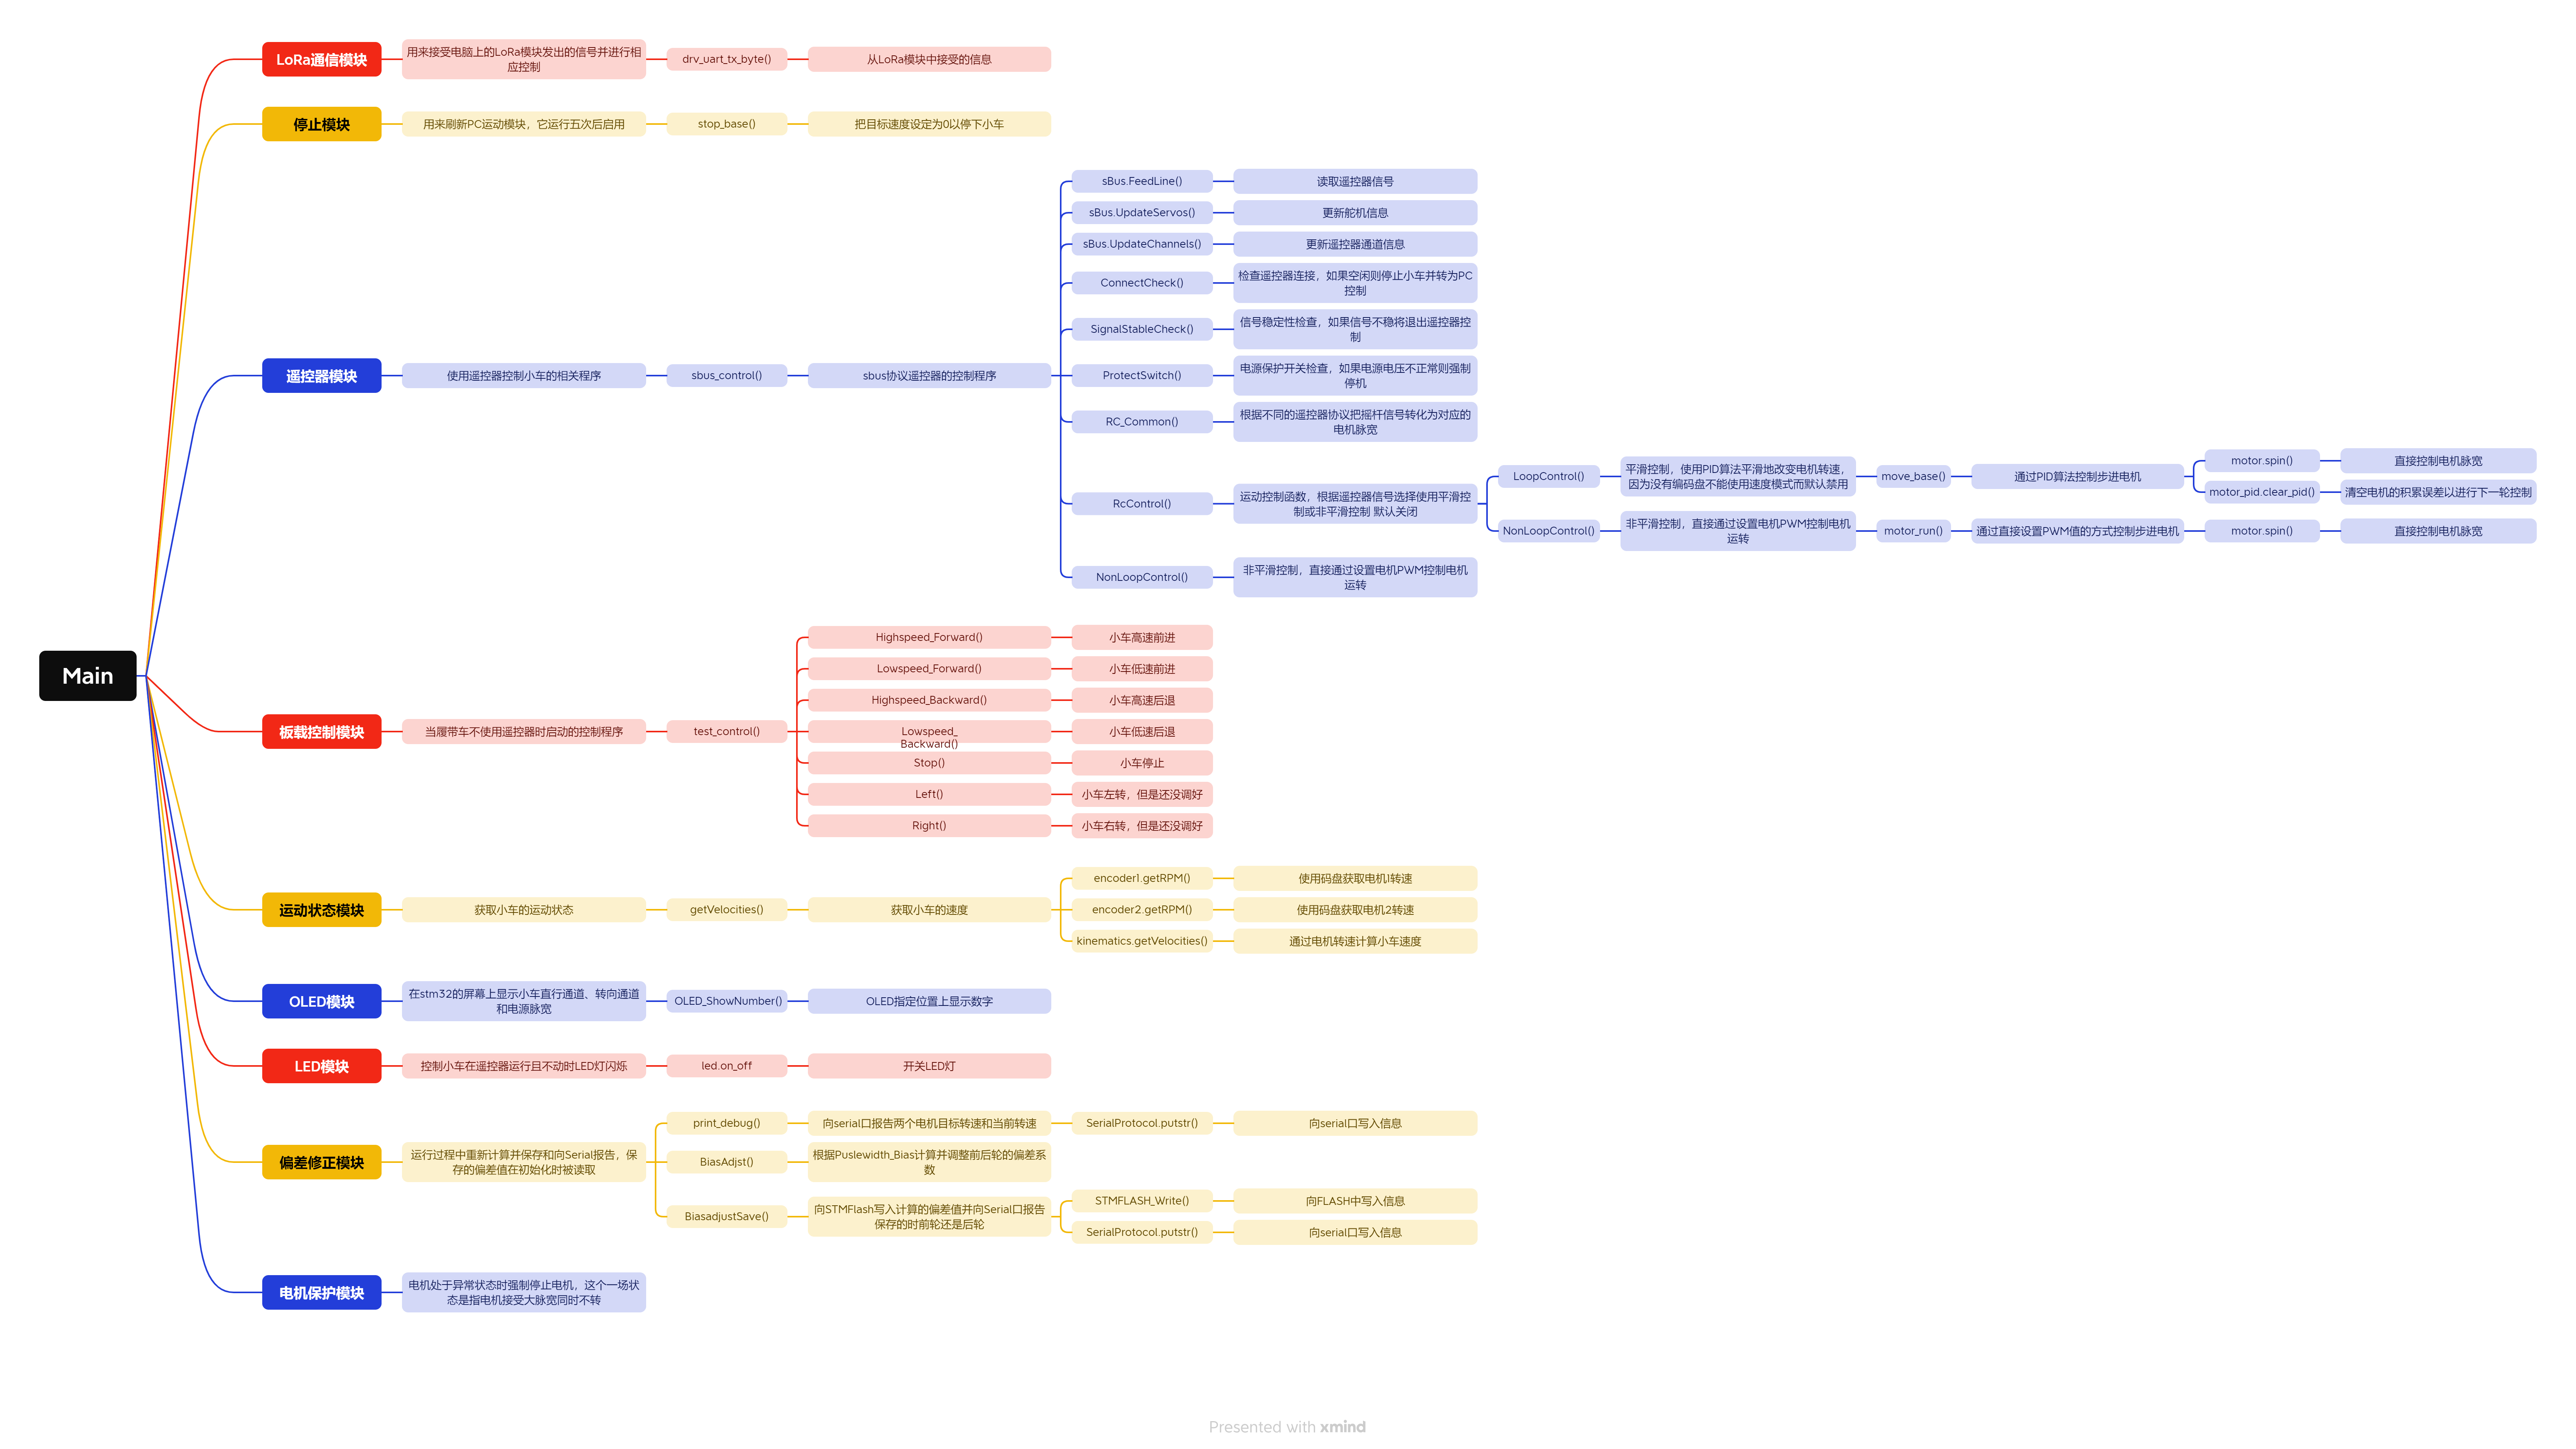 LoRa通信模块
用来接受电脑上的LoRa模块发出的信号并进行相
应控制
drv_uart_tx_byte()
从LoRa模块中接受的信息
停止模块
用来刷新PC运动模块，它运行五次后启用
stop_base()
把目标速度设定为0以停下小车
遥控器模块
使用遥控器控制小车的相关程序
sbus_control()
sbus协议遥控器的控制程序
sBus.FeedLine()
读取遥控器信号
sBus.UpdateServos()
更新舵机信息
sBus.UpdateChannels()
更新遥控器通道信息
ConnectCheck()
检查遥控器连接，如果空闲则停止小车并转为PC
控制
SignalStableCheck()
信号稳定性检查，如果信号不稳将退出遥控器控
制
ProtectSwitch()
电源保护开关检查，如果电源电压不正常则强制
停机
RC_Common()
根据不同的遥控器协议把摇杆信号转化为对应的
电机脉宽
RcControl()
运动控制函数，根据遥控器信号选择使用平滑控
制或非平滑控制 默认关闭
LoopControl()
平滑控制，使用PID算法平滑地改变电机转速，
因为没有编码盘不能使用速度模式而默认禁用
move_base()
通过PID算法控制步进电机
motor.spin()
直接控制电机脉宽
motor_pid.clear_pid()
清空电机的积累误差以进行下一轮控制
NonLoopControl()
非平滑控制，直接通过设置电机PWM控制电机
运转
motor_run()
通过直接设置PWM值的方式控制步进电机
motor.spin()
直接控制电机脉宽
NonLoopControl()
非平滑控制，直接通过设置电机PWM控制电机
运转
Main
板载控制模块
当履带车不使用遥控器时启动的控制程序
test_control()
Highspeed_Forward()
小车高速前进
Lowspeed_Forward()
小车低速前进
Highspeed_Backward()
小车高速后退
Lowspeed_
Backward()
小车低速后退
Stop()
小车停止
Left()
小车左转，但是还没调好
Right()
小车右转，但是还没调好
运动状态模块
获取小车的运动状态
getVelocities()
获取小车的速度
encoder1.getRPM()
使用码盘获取电机1转速
encoder2.getRPM()
使用码盘获取电机2转速
kinematics.getVelocities()
通过电机转速计算小车速度
OLED模块
在stm32的屏幕上显示小车直行通道、转向通道
和电源脉宽
OLED_ShowNumber()
OLED指定位置上显示数字
LED模块
控制小车在遥控器运行且不动时LED灯闪烁
led.on_off
开关LED灯
偏差修正模块
运行过程中重新计算并保存和向Serial报告，保
存的偏差值在初始化时被读取
print_debug()
向serial口报告两个电机目标转速和当前转速
SerialProtocol.putstr()
向serial口写入信息
BiasAdjst()
根据Puslewidth_Bias计算并调整前后轮的偏差系
数
BiasadjustSave()
向STMFlash写入计算的偏差值并向Serial口报告
保存的时前轮还是后轮
STMFLASH_Write()
向FLASH中写入信息
SerialProtocol.putstr()
向serial口写入信息
电机保护模块
电机处于异常状态时强制停止电机，这个一场状
态是指电机接受大脉宽同时不转
Presented with xmind